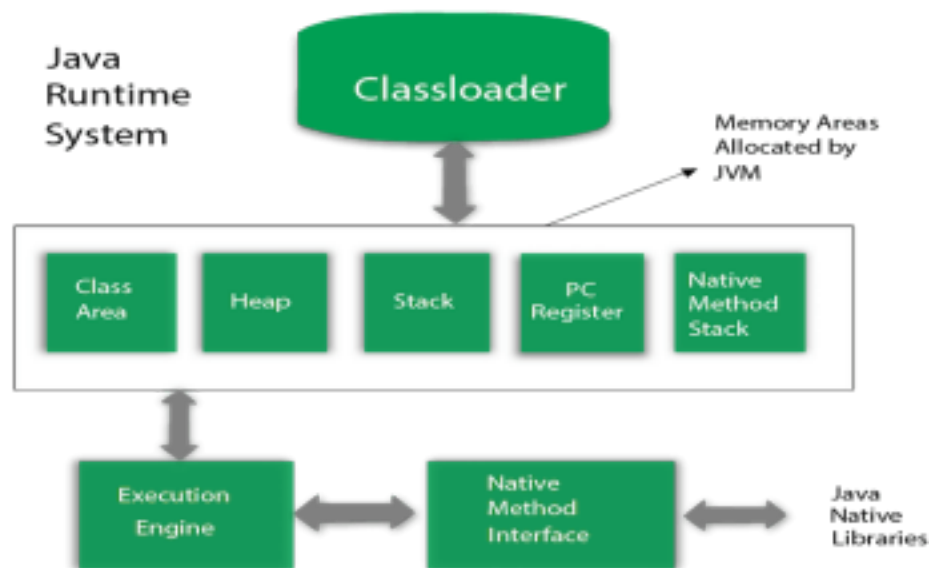 Java
Runtime
System
Classloader
Memory Areas
Allocated by
JVM
Class
Area
Heap
Stack
PC
Register
Native
Method
Stack
Execution
Engine
Native
Method
Interface
Java
Native
Libraries